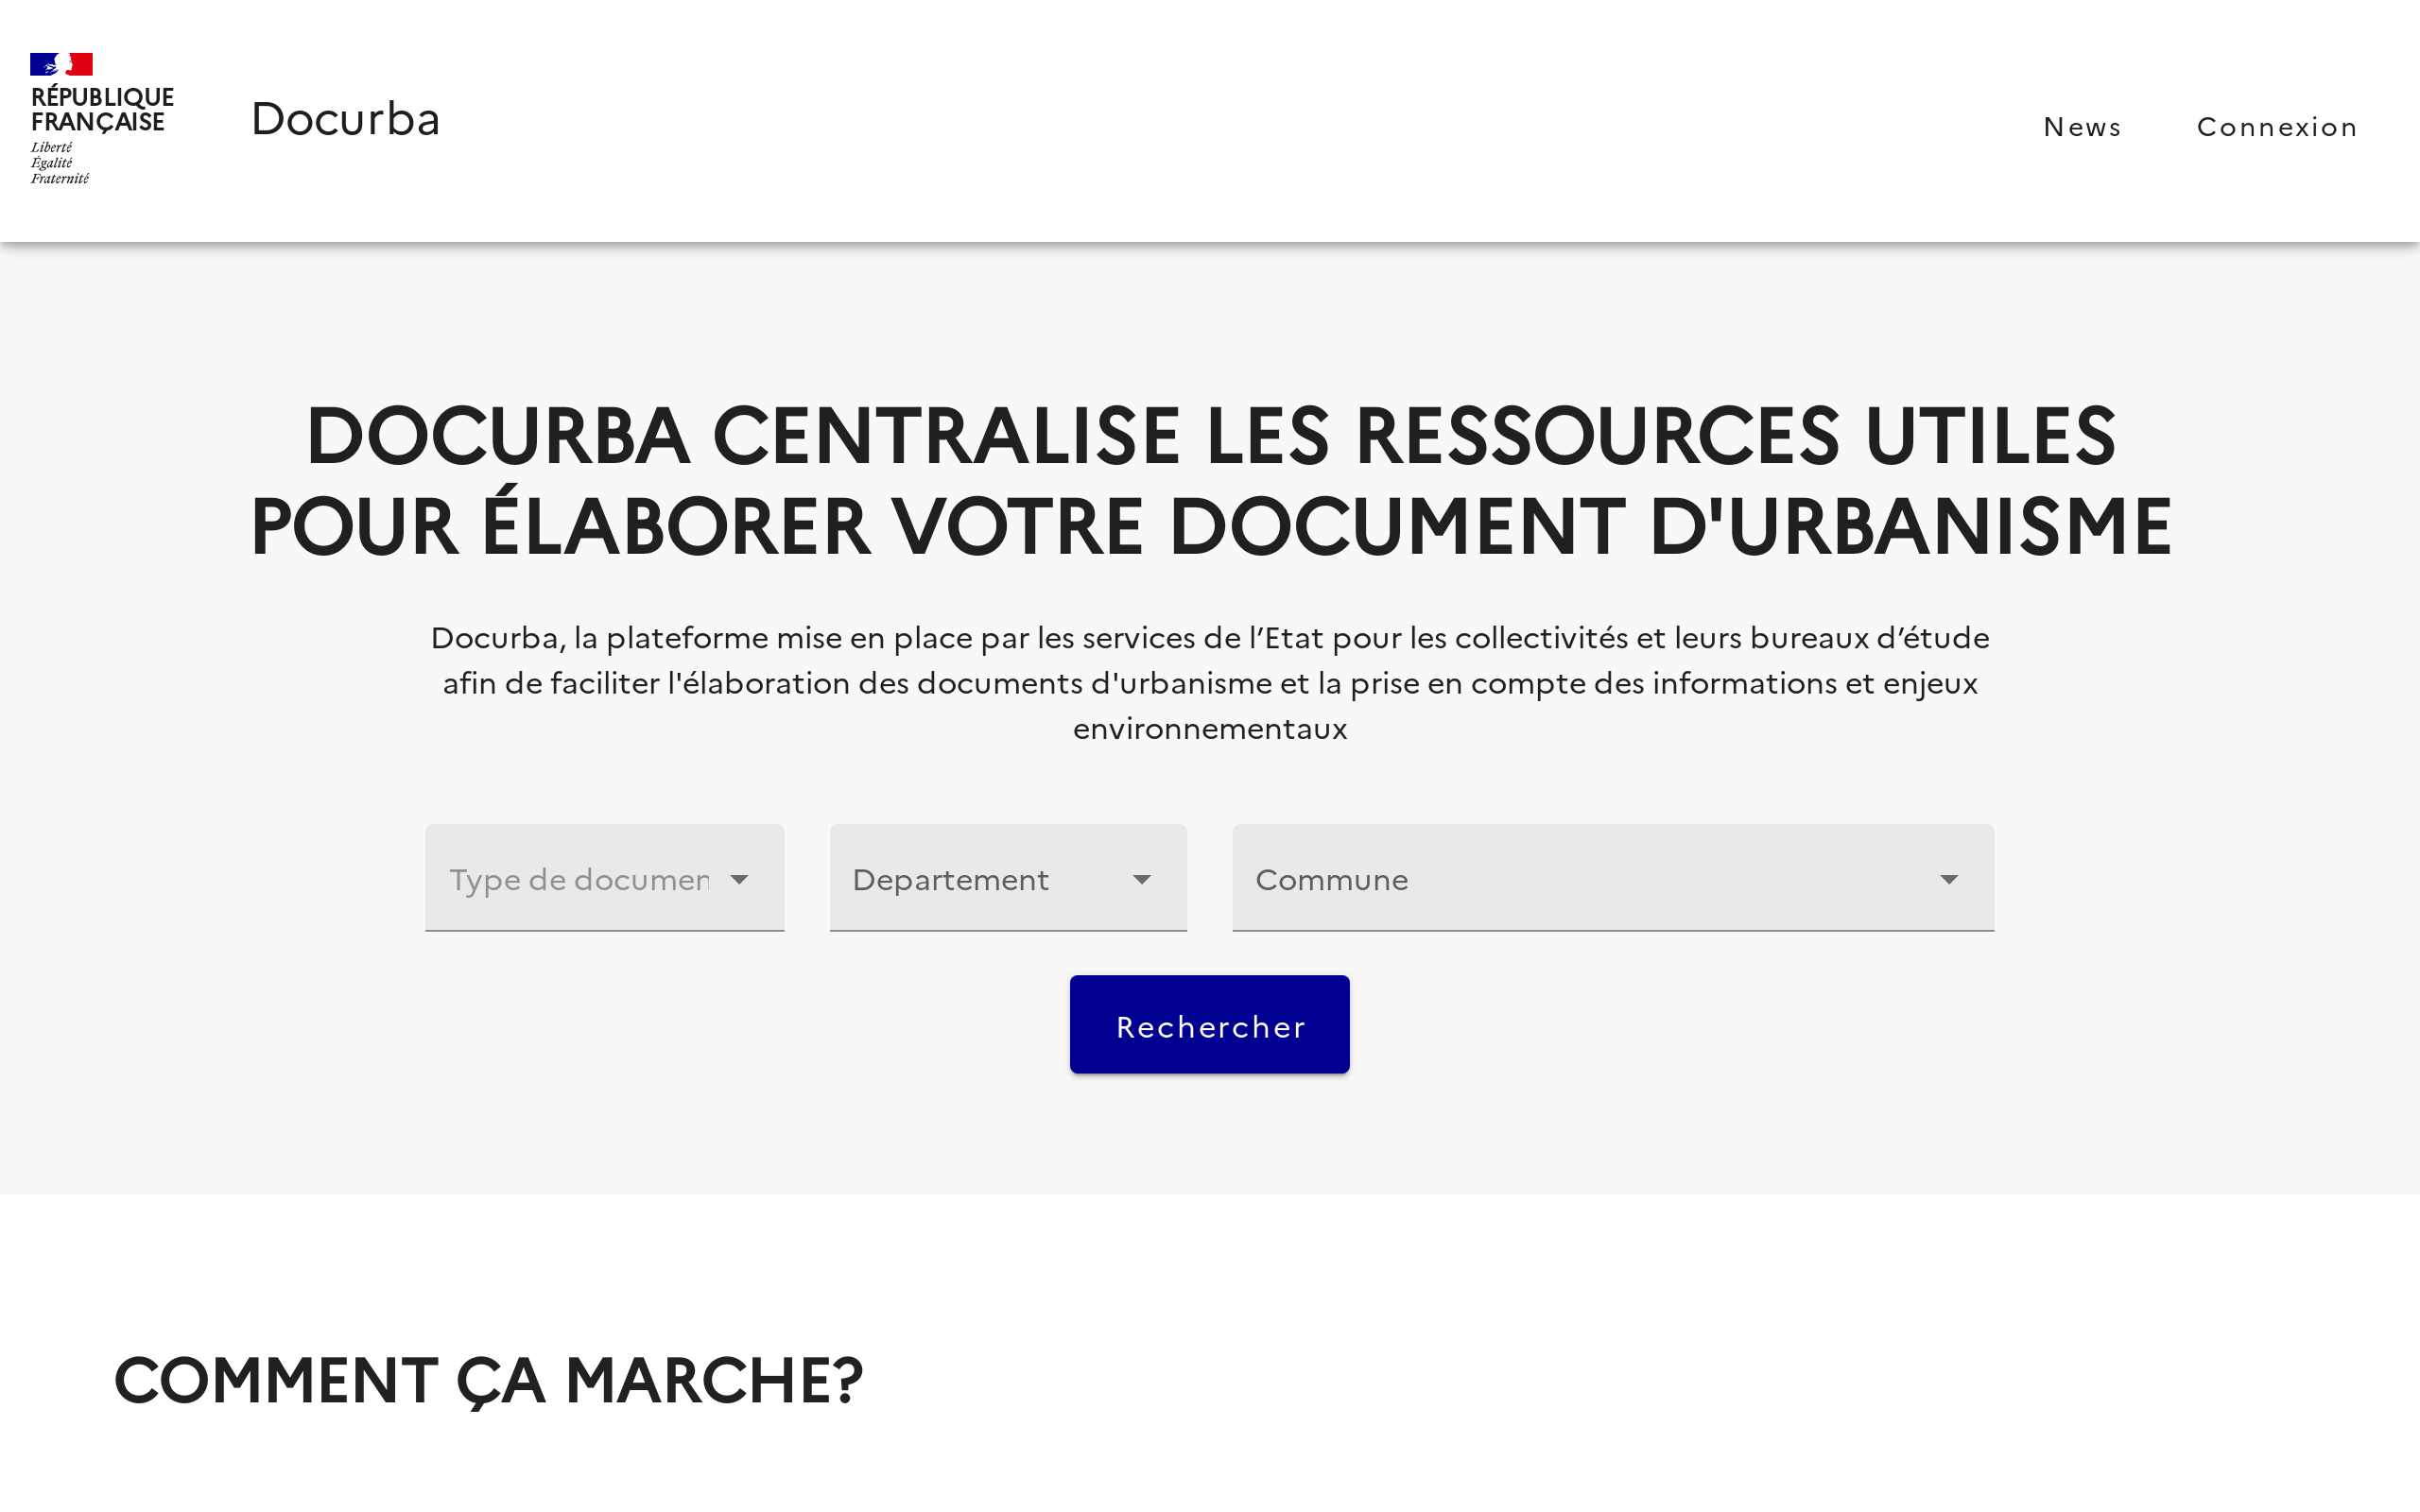 RÉPUBLIQUE
FRANÇAISE
Liberté
Égalité
Fraternité
Docurba
News
Connexion
DOCURBA CENTRALISE LES RESSOURCES UTILES
POUR ÉLABORER VOTRE DOCUMENT D'URBANISME
Docurba, la plateforme mise en place par les services de l’Etat pour les collectivités et leurs bureaux d’étude
afin de faciliter l'élaboration des documents d'urbanisme et la prise en compte des informations et enjeux
environnementaux
Type de documen
Departement
Commune
Rechercher
COMMENT ÇA MARCHE?